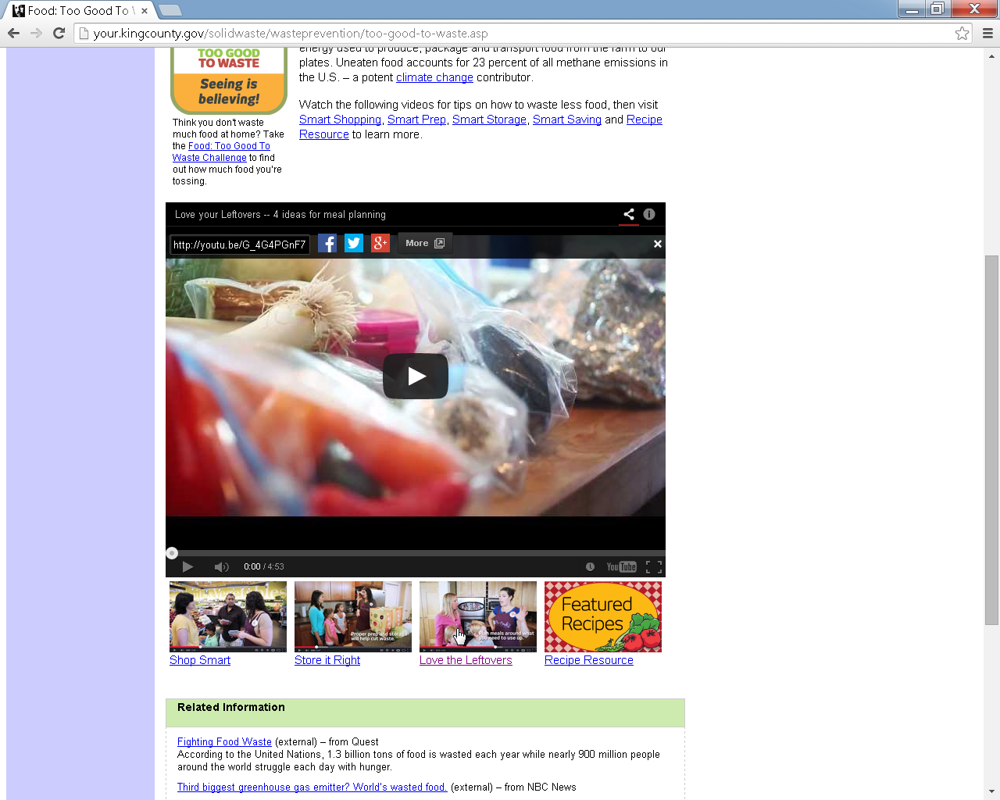 Food: Too Good To W
your.kingcounty.gov/solidwaste/wasteprevention/too-good-to-waste.asp
TOO GOOD
TO WASTE
Seeing is
believing!
Think you don't waste
much food at home? Take
the Food: Too Good To
Waste Challenge to find
out how much food you're
tossing.
energy used to produce, package and transport food from the farm to our
plates. Uneaten food accounts for 23 percent of all methane emissions in
the U.S. – a potent climate change contributor.
Watch the following videos for tips on how to waste less food, then visit
Smart Shopping, Smart Prep, Smart Storage, Smart Saving and Recipe
Resource to learn more.
Love your Leftovers -- 4 ideas for meal planning
http://youtu.be/G_4G4PGnF7
More
0:00 / 4:53
YouTube
Proper prep and storage
will help cut waste.
Plan meals around what
you need to use up.
Featured
Recipes
Shop Smart
Store it Right
Love the Leftovers
Recipe Resource
Related Information
Fighting Food Waste (external) – from Quest
According to the United Nations, 1.3 billion tons of food is wasted each year while nearly 900 million people
around the world struggle each day with hunger.
Third biggest greenhouse gas emitter? World's wasted food. (external) – from NBC News